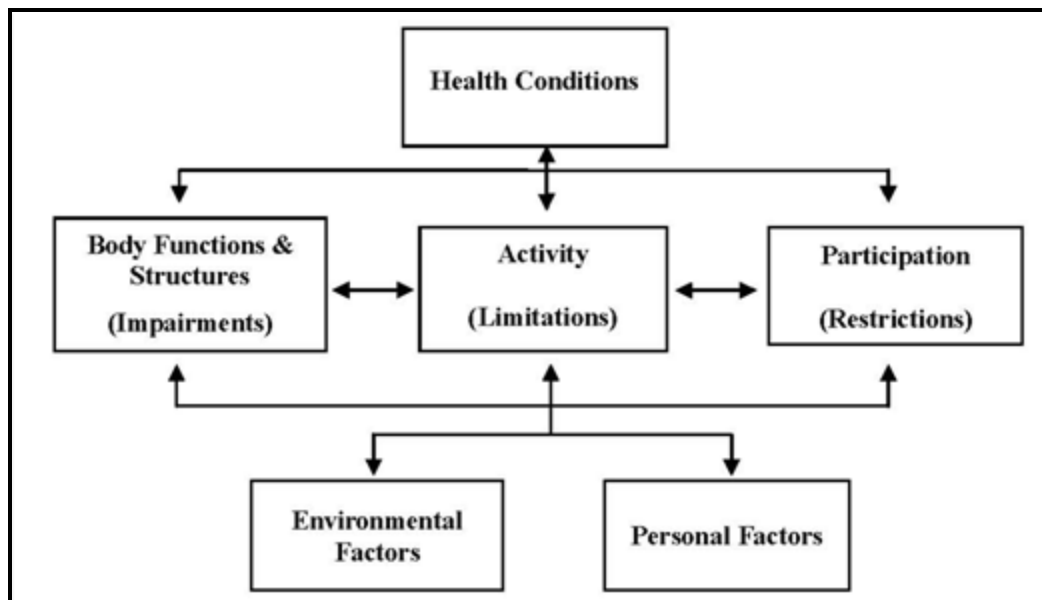 Health Conditions
Body Functions &
Structures
(Impairments)
Activity
(Limitations)
Participation
(Restrictions)
Environmental
Factors
Personal Factors